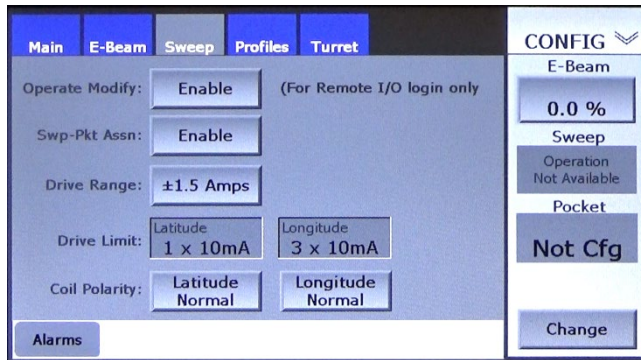 Main E-Beam Sweep Profiles Turret
Operate Modify: Enable (For Remote I/O login only
Swp-Pkt Assn: Enable
Drive Range: ±1.5 Amps
Drive Limit: Latitude 1 x 10mA Longitude 3 x 10mA
Coil Polarity: Latitude Normal Longitude Normal
Alarms
CONFIG
E-Beam
0.0 %
Sweep
Operation
Not Available
Pocket
Not Cfg
Change